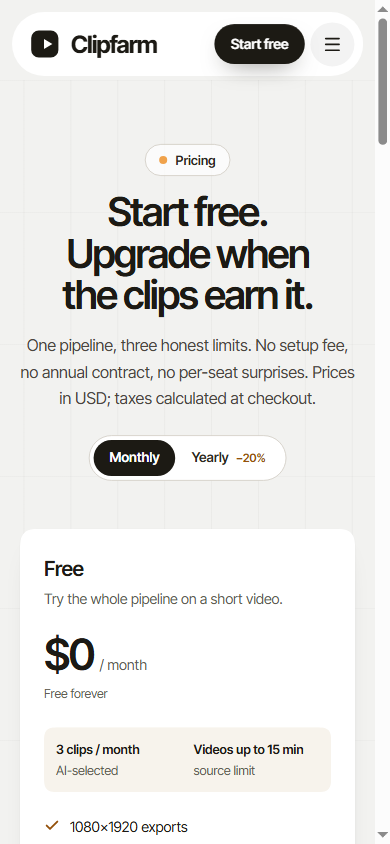 Clipfarm
Start free
Pricing
Start free.
Upgrade when
the clips earn it.
One pipeline, three honest limits. No setup fee,
no annual contract, no per-seat surprises. Prices
in USD; taxes calculated at checkout.
Monthly
Yearly −20%
Free
Try the whole pipeline on a short video.
$0 / month
Free forever
3 clips / month
AI-selected
Videos up to 15 min
source limit
1080×1920 exports